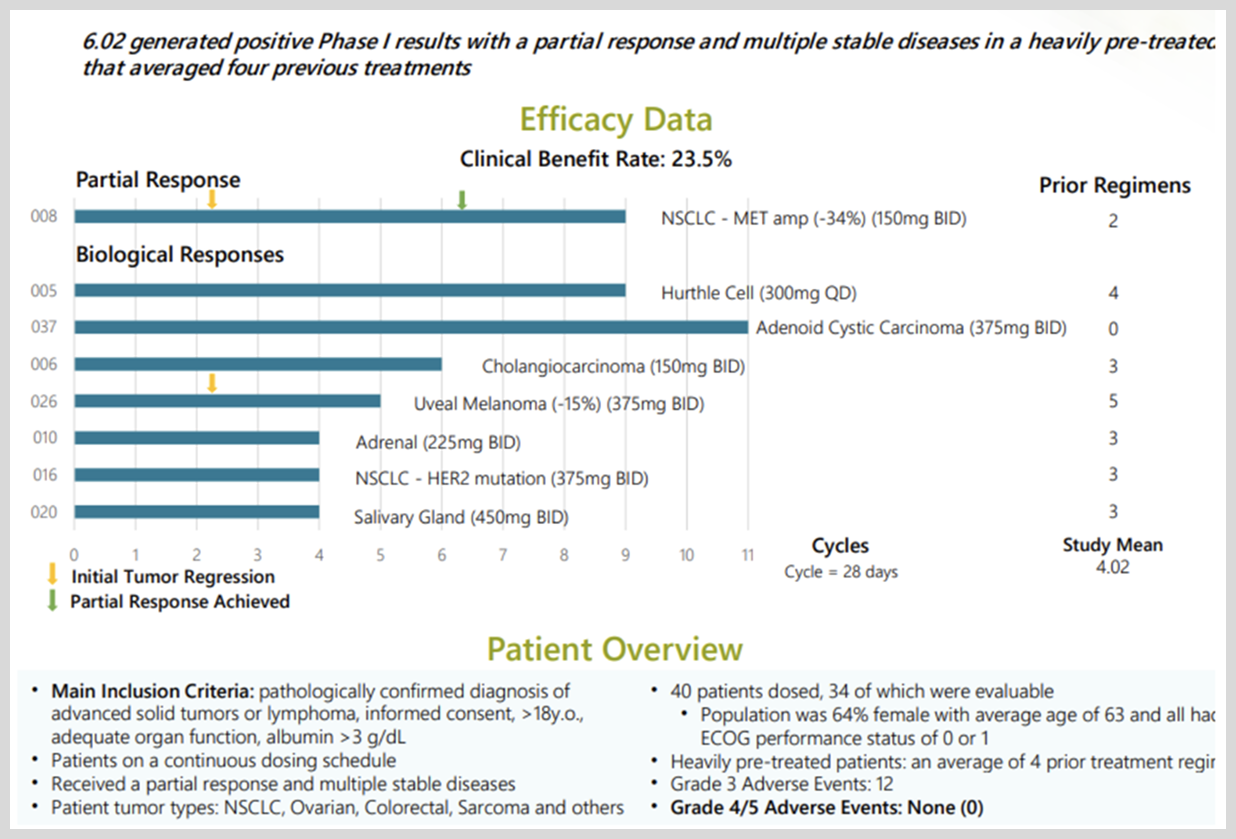 6.02 generated positive Phase I results with a partial response and multiple stable diseases in a heavily pre-treated
that averaged four previous treatments
Efficacy Data
Clinical Benefit Rate: 23.5%
Partial Response
Prior Regimens
008 NSCLC - MET amp (-34%) (150mg BID) 2
Biological Responses
005 Hurthle Cell (300mg QD) 4
037 Adenoid Cystic Carcinoma (375mg BID) 0
006 Cholangiocarcinoma (150mg BID) 3
026 Uveal Melanoma (-15%) (375mg BID) 5
010 Adrenal (225mg BID) 3
016 NSCLC - HER2 mutation (375mg BID) 3
020 Salivary Gland (450mg BID) 3
0 1 2 3 4 5 6 7 8 9 10 11
Cycles
Cycle = 28 days
Study Mean
4.02
Initial Tumor Regression
Partial Response Achieved
Patient Overview
• Main Inclusion Criteria: pathologically confirmed diagnosis of
advanced solid tumors or lymphoma, informed consent, >18y.o.,
adequate organ function, albumin >3 g/dL
• Patients on a continuous dosing schedule
• Received a partial response and multiple stable diseases
• Patient tumor types: NSCLC, Ovarian, Colorectal, Sarcoma and others
• 40 patients dosed, 34 of which were evaluable
• Population was 64% female with average age of 63 and all had
ECOG performance status of 0 or 1
• Heavily pre-treated patients: an average of 4 prior treatment
• Grade 3 Adverse Events: 12
• Grade 4/5 Adverse Events: None (0)